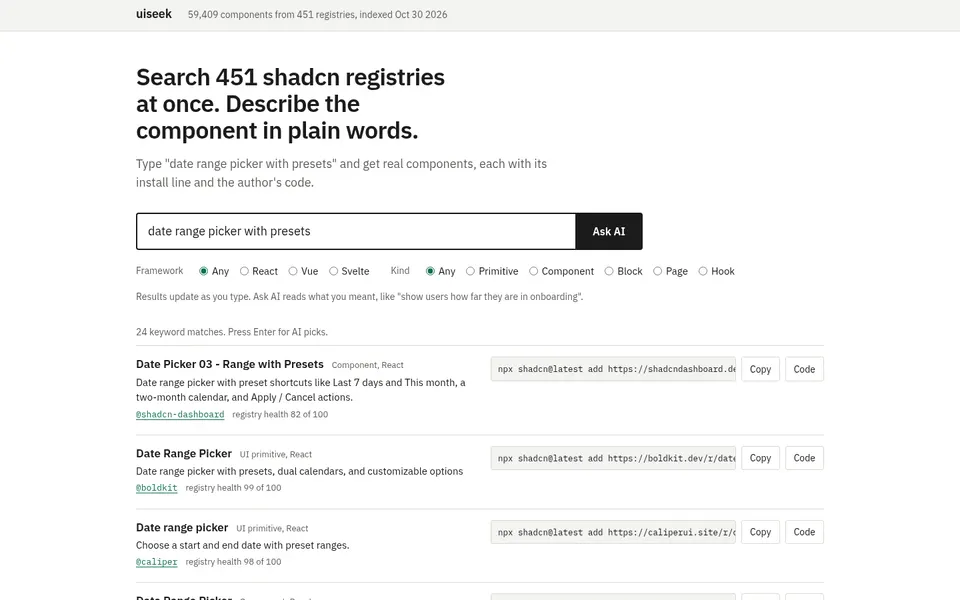 uiseek 59,409 components from 451 registries, indexed Oct 30 2026
Search 451 shadcn registries
at once. Describe the
component in plain words.
Type "date range picker with presets" and get real components, each with its
install line and the author's code.
date range picker with presets Ask AI
Framework Any React Vue Svelte Kind Any Primitive Component Block Page Hook
Results update as you type. Ask AI reads what you meant, like "show users how far they are in onboarding".
24 keyword matches. Press Enter for AI picks.
Date Picker 03 - Range with Presets Component, React
Date range picker with preset shortcuts like Last 7 days and This month, a
two-month calendar, and Apply / Cancel actions.
@shadcn-dashboard registry health 82 of 100
npx shadcn@latest add https://shadcndashboard.de Copy Code
Date Range Picker UI primitive, React
Date range picker with presets, dual calendars, and customizable options
@boldkit registry health 99 of 100
npx shadcn@latest add https://boldkit.dev/r/date Copy Code
Date range picker UI primitive, React
Choose a start and end date with preset ranges.
@caliper registry health 98 of 100
npx shadcn@latest add https://caliperui.site/r/c Copy Code
Date Range Picker